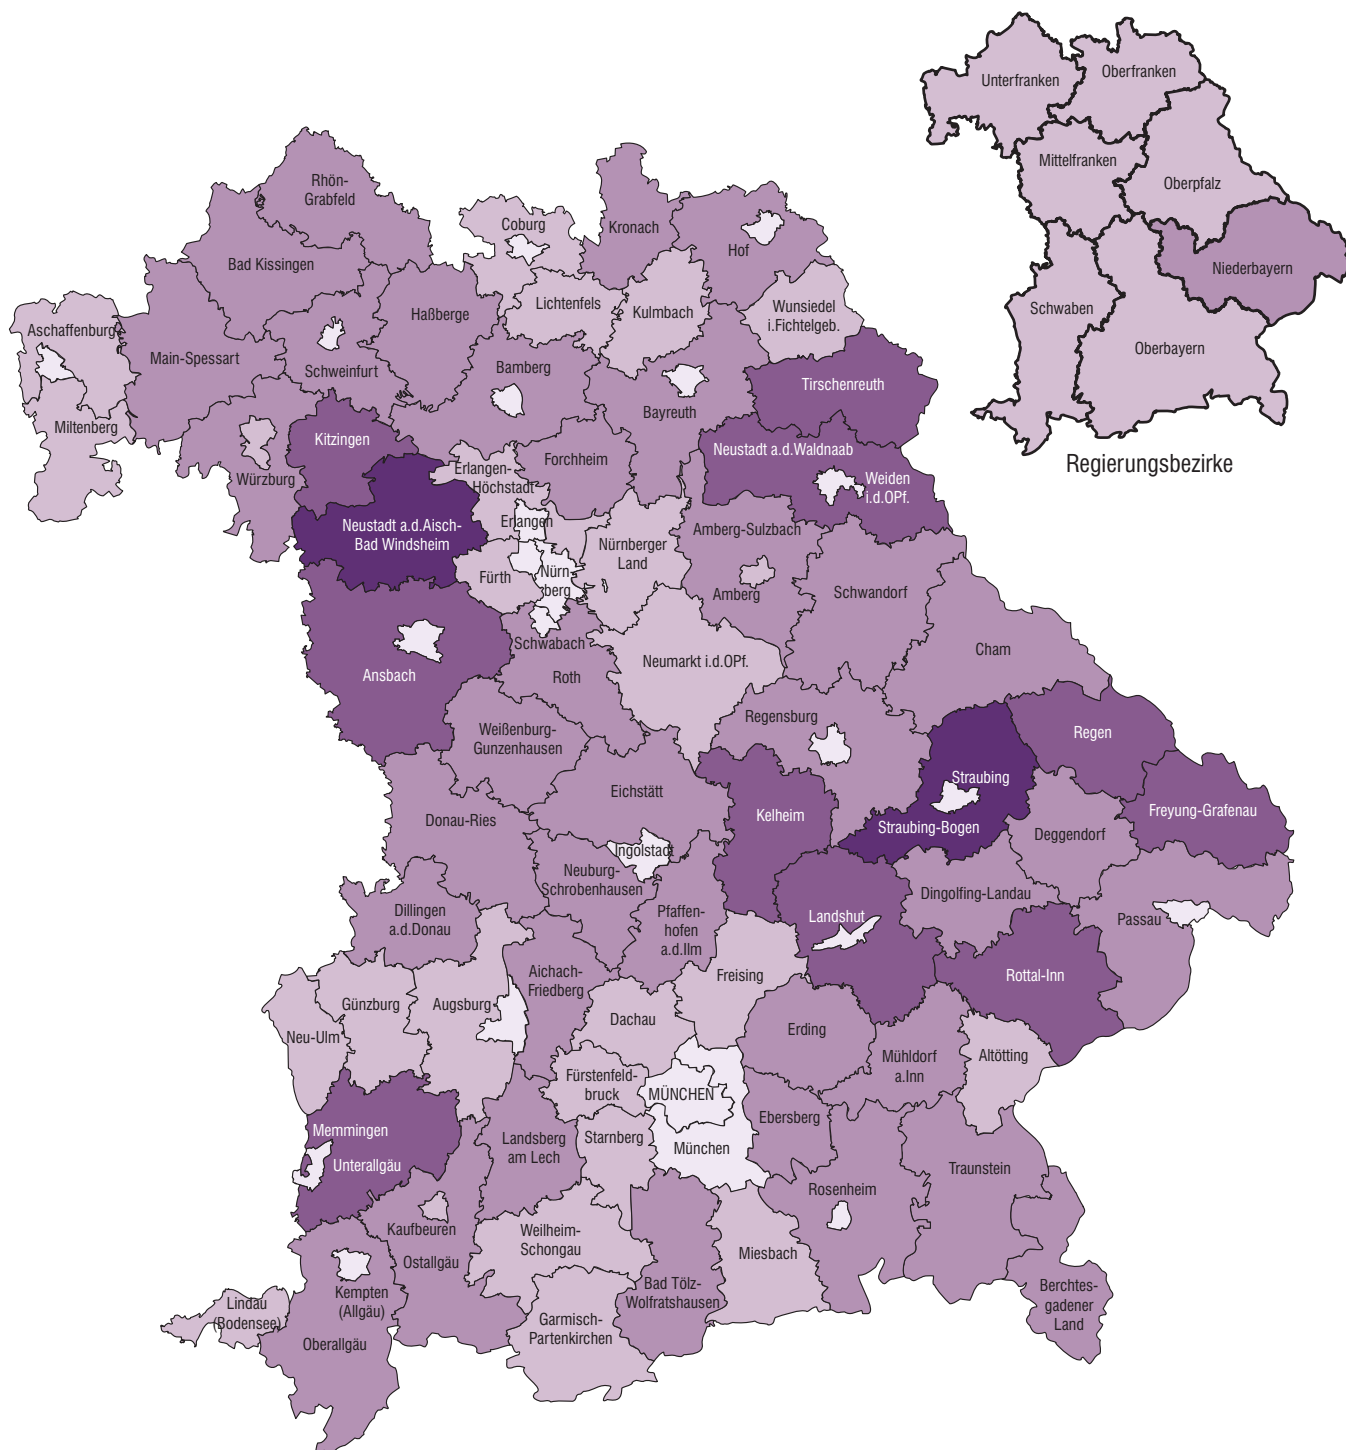 Unterfranken
Oberfranken
Mittelfranken
Oberpfalz
Niederbayern
Schwaben
Oberbayern
Regierungsbezirke
Rhön-
Grabfeld
Bad Kissingen
Coburg
Kronach
Hof
Lichtenfels
Kulmbach
Wunsiedel
i.Fichtelgeb.
Haßberge
Aschaffenburg
Main-Spessart
Schweinfurt
Bamberg
Bayreuth
Tirschenreuth
Miltenberg
Kitzingen
Würzburg
Erlangen-
Höchstadt
Forchheim
Neustadt a.d.Waldnaab
Weiden
i.d.OPf.
Neustadt a.d.Aisch-
Bad Windsheim
Erlangen
Nürnberger
Land
Amberg-Sulzbach
Fürth
Nürn-
berg
Amberg
Schwandorf
Ansbach
Schwabach
Roth
Neumarkt i.d.OPf.
Cham
Weißenburg-
Gunzenhausen
Regensburg
Regen
Eichstätt
Straubing
Donau-Ries
Kelheim
Straubing-Bogen
Freyung-Grafenau
Deggendorf
Ingolstadt
Neuburg-
Schrobenhausen
Dillingen
a.d.Donau
Pfaffen-
hofen
a.d.Ilm
Landshut
Dingolfing-Landau
Passau
Aichach-
Friedberg
Freising
Rottal-Inn
Günzburg
Augsburg
Dachau
Erding
Neu-Ulm
Mühldorf
a.Inn
Altötting
Fürstenfeld-
bruck
MÜNCHEN
Ebersberg
Memmingen
Unterallgäu
Landsberg
am Lech
Starnberg
München
Traunstein
Rosenheim
Kaufbeuren
Ostallgäu
Weilheim-
Schongau
Miesbach
Bad Tölz-
Wolfratshausen
Kempten
(Allgäu)
Lindau
(Bodensee)
Oberallgäu
Garmisch-
Partenkirchen
Berchtes-
gadener
Land